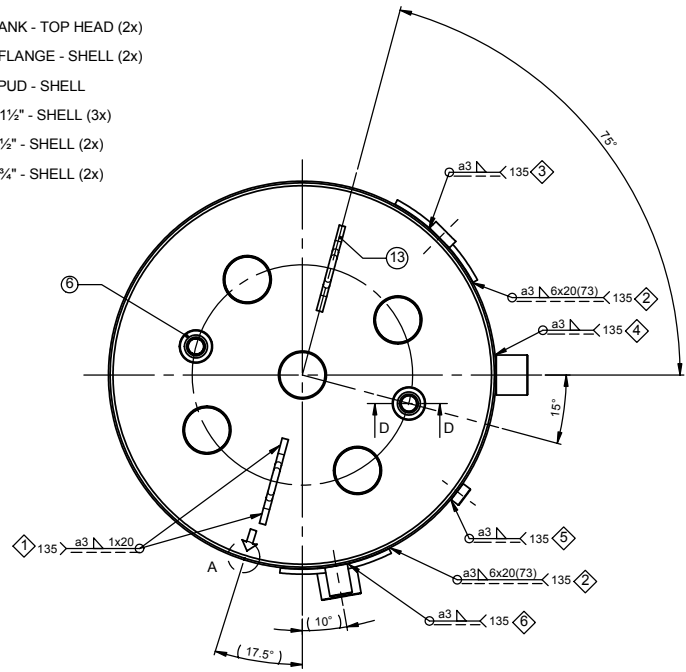 ANK - TOP HEAD (2x)
FLANGE - SHELL (2x)
PUD - SHELL
1½" - SHELL (3x)
½" - SHELL (2x)
¾" - SHELL (2x)
75°
a3 135 3
13
6
a3 6x20(73) 135 2
a3 135 4
15°
D D
1 135 a3 1x20
a3 135 5
A
a3 6x20(73) 135 2
a3 135 6
( 10° )
( 17.5° )